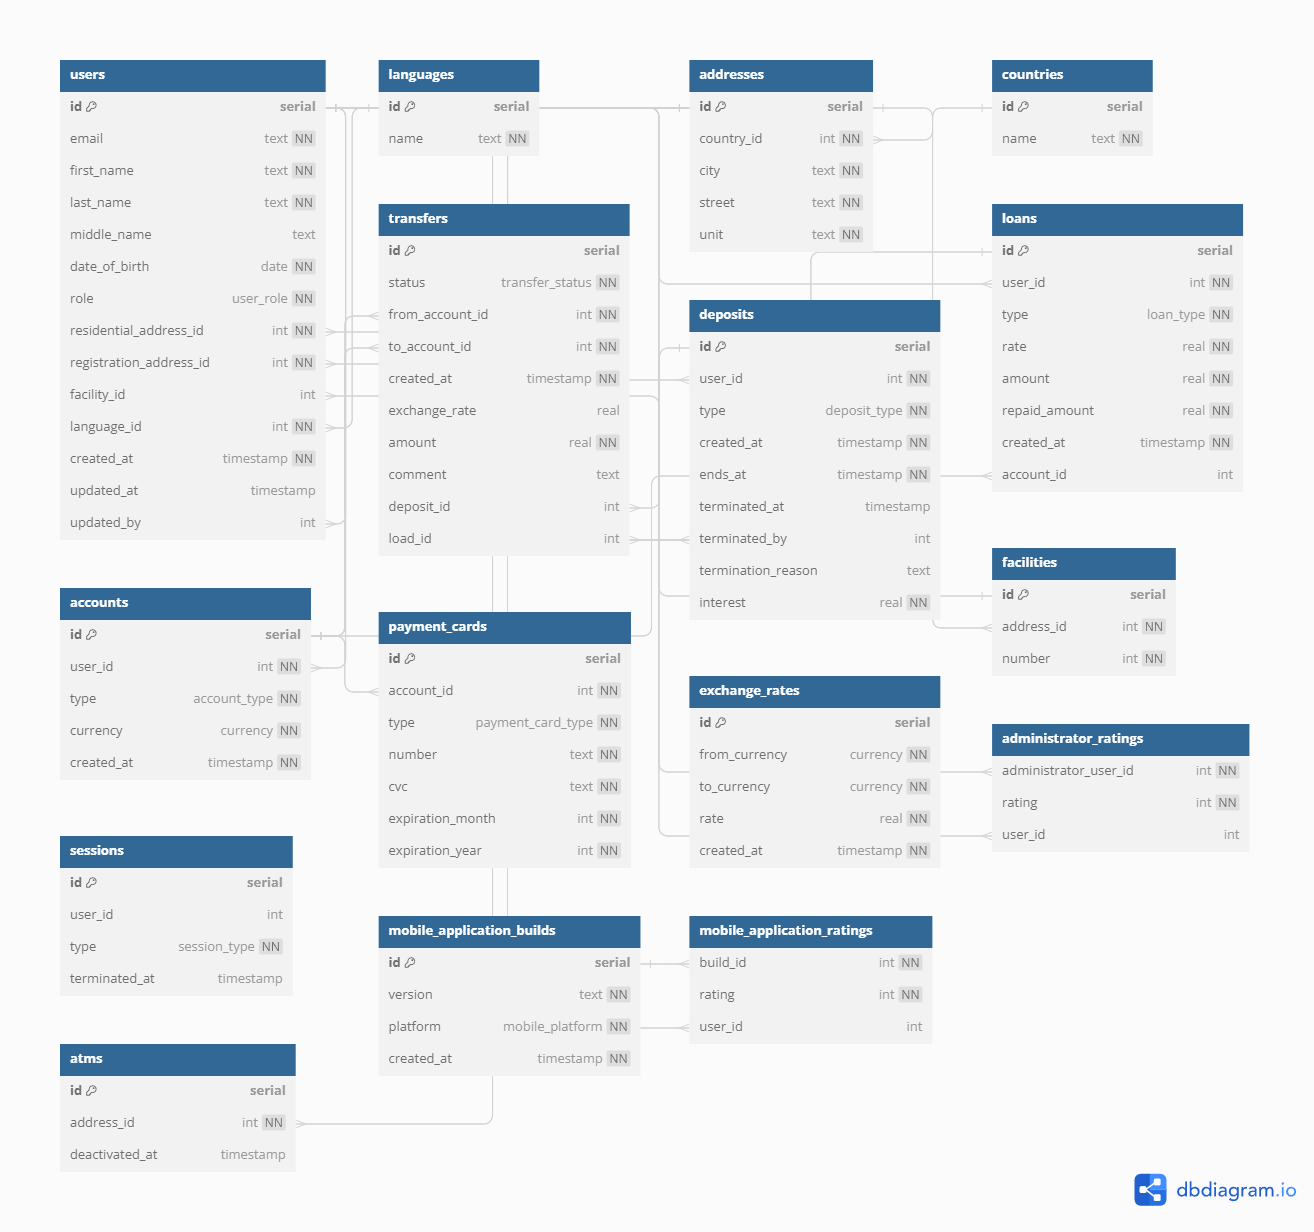 users
id serial
email text NN
first_name text NN
last_name text NN
middle_name text
date_of_birth date NN
role user_role NN
residential_address_id int NN
registration_address_id int NN
facility_id int
language_id int NN
created_at timestamp NN
updated_at timestamp
updated_by int
languages
id serial
name text NN
addresses
id serial
country_id int NN
city text NN
street text NN
unit text NN
countries
id serial
name text NN
transfers
id serial
status transfer_status NN
from_account_id int NN
to_account_id int NN
created_at timestamp NN
exchange_rate real
amount real NN
comment text
deposit_id int
load_id int
loans
id serial
user_id int NN
type loan_type NN
rate real NN
amount real NN
repaid_amount real NN
created_at timestamp NN
account_id int
deposits
id serial
user_id int NN
type deposit_type NN
created_at timestamp NN
ends_at timestamp NN
terminated_at timestamp
terminated_by int
termination_reason text
interest real NN
facilities
id serial
address_id int NN
number int NN
accounts
id serial
user_id int NN
type account_type NN
currency currency NN
created_at timestamp NN
payment_cards
id serial
account_id int NN
type payment_card_type NN
number text NN
cvc text NN
expiration_month int NN
expiration_year int NN
exchange_rates
id serial
from_currency currency NN
to_currency currency NN
rate real NN
created_at timestamp NN
administrator_ratings
administrator_user_id int NN
rating int NN
user_id int
sessions
id serial
user_id int
type session_type NN
terminated_at timestamp
mobile_application_builds
id serial
version text NN
platform mobile_platform NN
created_at timestamp NN
mobile_application_ratings
build_id int NN
rating int NN
user_id int
atms
id serial
address_id int NN
deactivated_at timestamp
dbdiagram.io